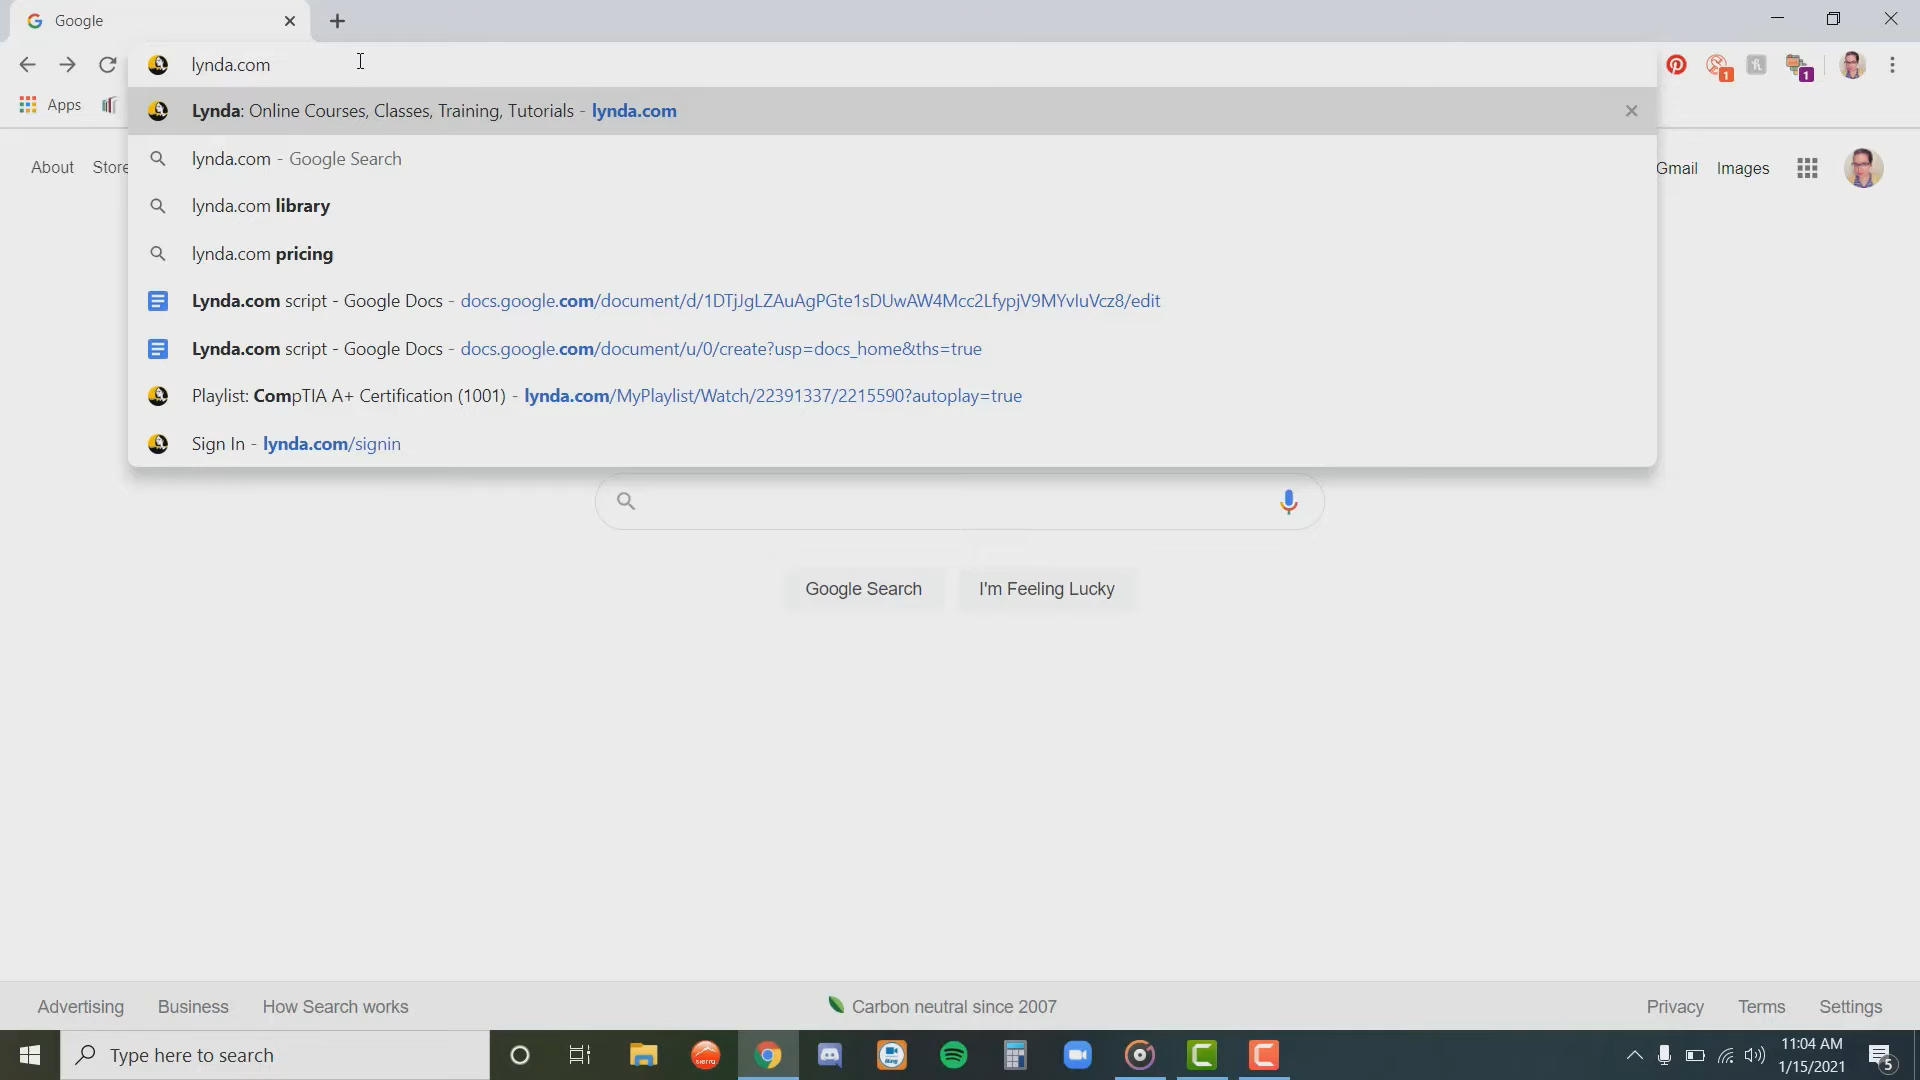 Google
lynda.com
Lynda: Online Courses, Classes, Training, Tutorials - lynda.com
Apps
lynda.com - Google Search
About Store
Gmail Images
lynda.com library
lynda.com pricing
Lynda.com script - Google Docs - docs.google.com/document/d/1DTjJgLZAuAgPGte1sDUwAW4Mcc2LfypjV9MYvIuVcz8/edit
Lynda.com script - Google Docs - docs.google.com/document/u/0/create?usp=docs_home&ths=true
Playlist: CompTIA A+ Certification (1001) - lynda.com/MyPlaylist/Watch/22391337/2215590?autoplay=true
Sign In - lynda.com/signin
Google Search I'm Feeling Lucky
Advertising Business How Search works Carbon neutral since 2007 Privacy Terms Settings
Type here to search
11:04 AM
1/15/2021
5